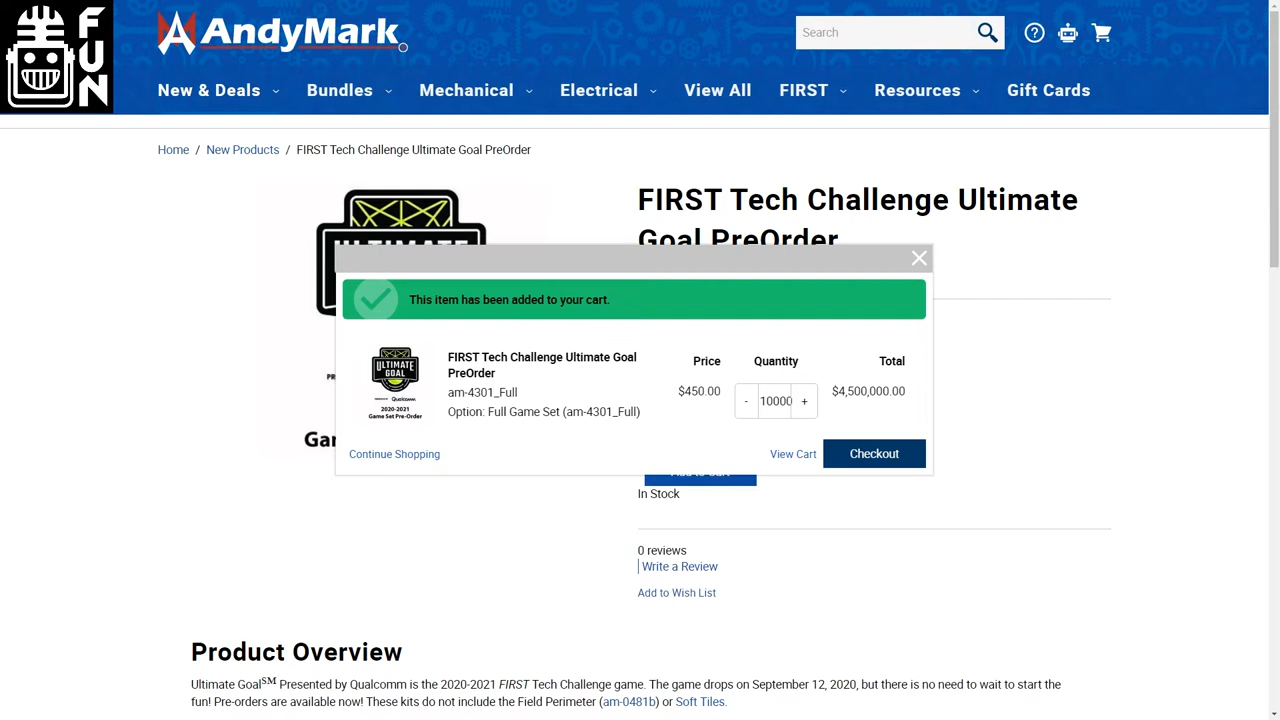 FUN
AndyMark
Search
New & Deals
Bundles
Mechanical
Electrical
View All
FIRST
Resources
Gift Cards
Home / New Products / FIRST Tech Challenge Ultimate Goal PreOrder
FIRST Tech Challenge Ultimate
Goal PreOrder
ULTIMATE
This item has been added to your cart.
FIRST Tech Challenge Ultimate Goal
PreOrder
am-4301_Full
Option: Full Game Set (am-4301_Full)
Price
$450.00
Quantity
- 10000 +
Total
$4,500,000.00
ULTIMATE
GOAL
Qualcomm
2020-2021
Game Set Pre-Order
Continue Shopping
View Cart
Checkout
Add to Cart
In Stock
0 reviews
Write a Review
Add to Wish List
Product Overview
Ultimate Goal℠ Presented by Qualcomm is the 2020-2021 FIRST Tech Challenge game. The game drops on September 12, 2020, but there is no need to wait to start the
fun! Pre-orders are available now! These kits do not include the Field Perimeter (am-0481b) or Soft Tiles.